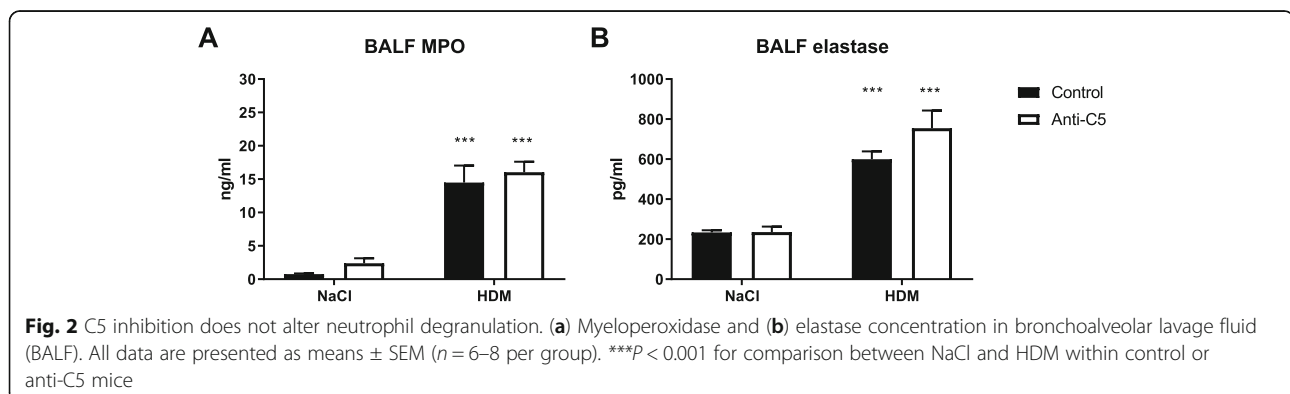 A
BALF MPO
ng/ml
30
25
20
15
10
5
0
***
***
NaCl
HDM
B
BALF elastase
pg/ml
1000
800
600
400
200
0
***
***
NaCl
HDM
Control
Anti-C5
Fig. 2 C5 inhibition does not alter neutrophil degranulation. (a) Myeloperoxidase and (b) elastase concentration in bronchoalveolar lavage fluid
(BALF). All data are presented as means ± SEM (n = 6–8 per group). ***P < 0.001 for comparison between NaCl and HDM within control or
anti-C5 mice